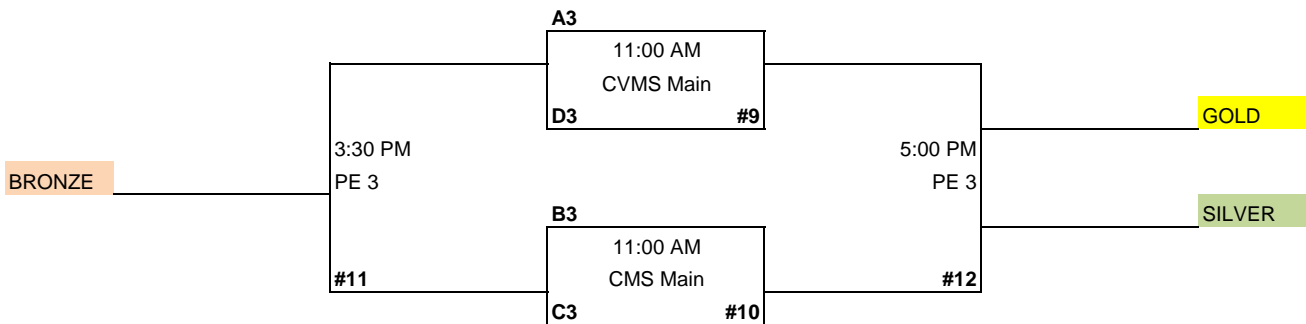 A3
11:00 AM
CVMS Main
D3 #9
GOLD
3:30 PM 5:00 PM
BRONZE PE 3 PE 3
B3 SILVER
11:00 AM
#11 CMS Main #12
C3 #10